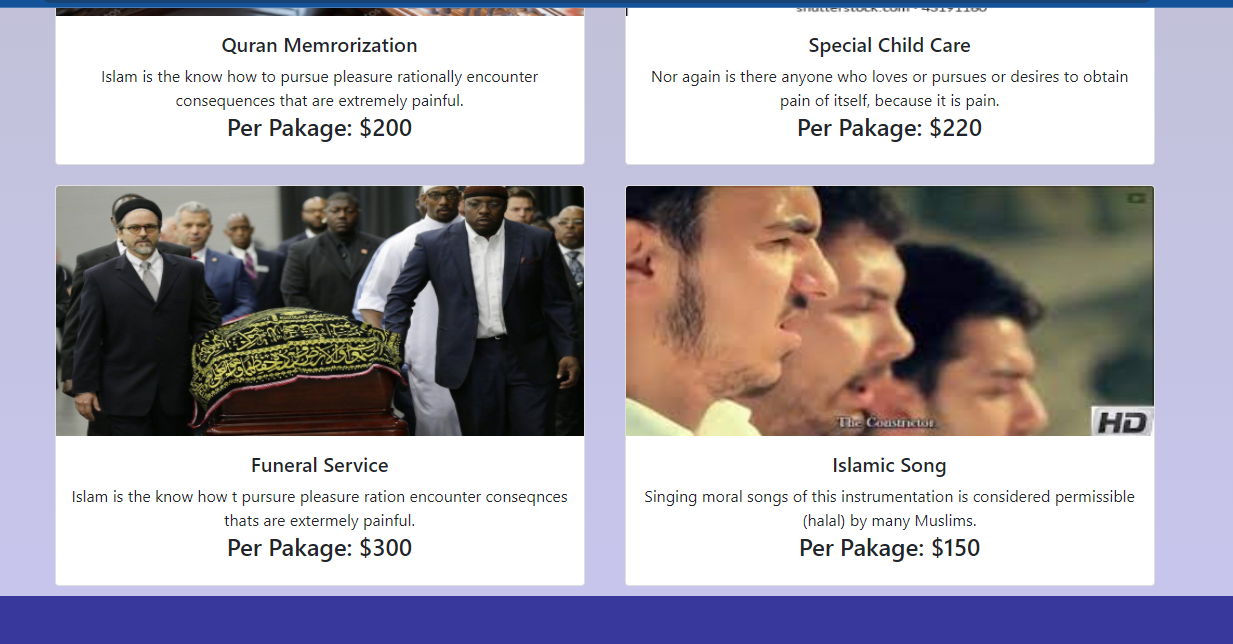 Quran Memrorization
Special Child Care
Islam is the know how to pursue pleasure rationally encounter
consequences that are extremely painful.
Nor again is there anyone who loves or pursues or desires to obtain
pain of itself, because it is pain.
Per Pakage: $200
Per Pakage: $220
The Constrictor
HD
Funeral Service
Islam is the know how t pursure pleasure ration encounter conseqnces
thats are extermely painful.
Per Pakage: $300
Islamic Song
Singing moral songs of this instrumentation is considered permissible
(halal) by many Muslims.
Per Pakage: $150